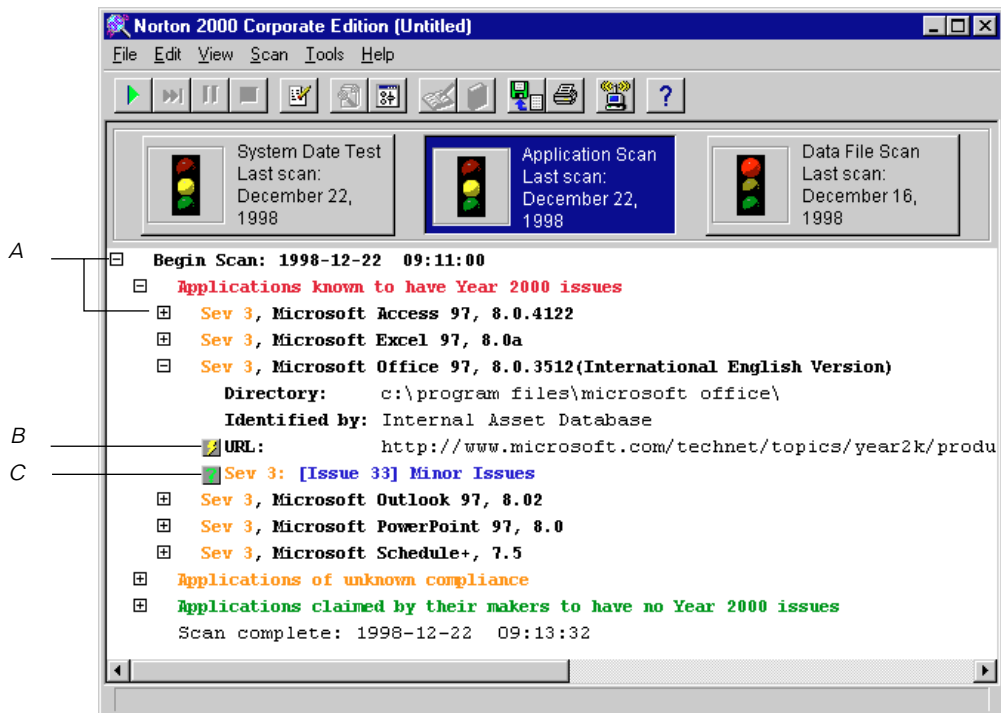 Norton 2000 Corporate Edition (Untitled)
File Edit View Scan Tools Help
?
System Date Test
Last scan:
December 22,
1998
Application Scan
Last scan:
December 22,
1998
Data File Scan
Last scan:
December 16,
1998
A
Begin Scan: 1998-12-22 09:11:00
Applications known to have Year 2000 issues
Sev 3, Microsoft Access 97, 8.0.4122
Sev 3, Microsoft Excel 97, 8.0a
Sev 3, Microsoft Office 97, 8.0.3512(International English Version)
Directory: c:\program files\microsoft office\
Identified by: Internal Asset Database
B
URL: http://www.microsoft.com/technet/topics/year2k/produ
C
? Sev 3: [Issue 33] Minor Issues
Sev 3, Microsoft Outlook 97, 8.02
Sev 3, Microsoft PowerPoint 97, 8.0
Sev 3, Microsoft Schedule+, 7.5
Applications of unknown compliance
Applications claimed by their makers to have no Year 2000 issues
Scan complete: 1998-12-22 09:13:32